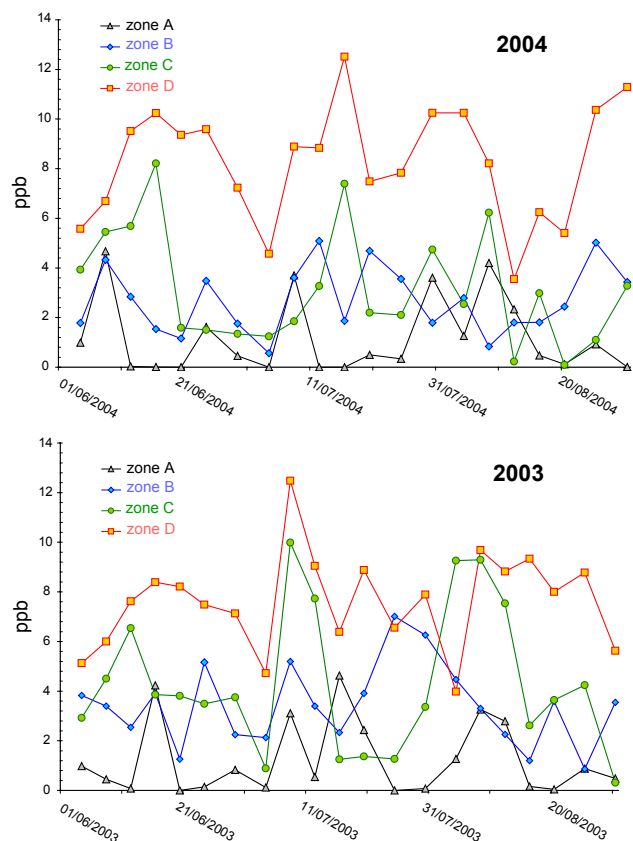 14
12
10
8
6
4
2
0
ppb
zone A
zone B
zone C
zone D
2004
01/06/2004
21/06/2004
11/07/2004
31/07/2004
20/08/2004
14
12
10
8
6
4
2
0
ppb
zone A
zone B
zone C
zone D
2003
01/06/2003
21/06/2003
11/07/2003
31/07/2003
20/08/2003